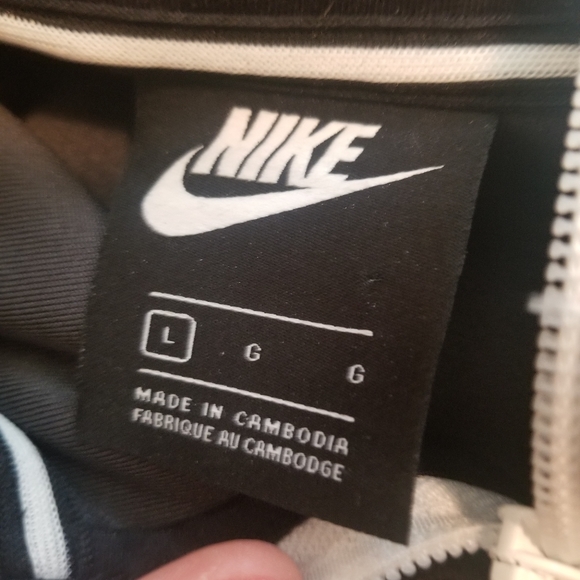 NIKE
L G G
MADE IN CAMBODIA
FABRIQUE AU CAMBODGE